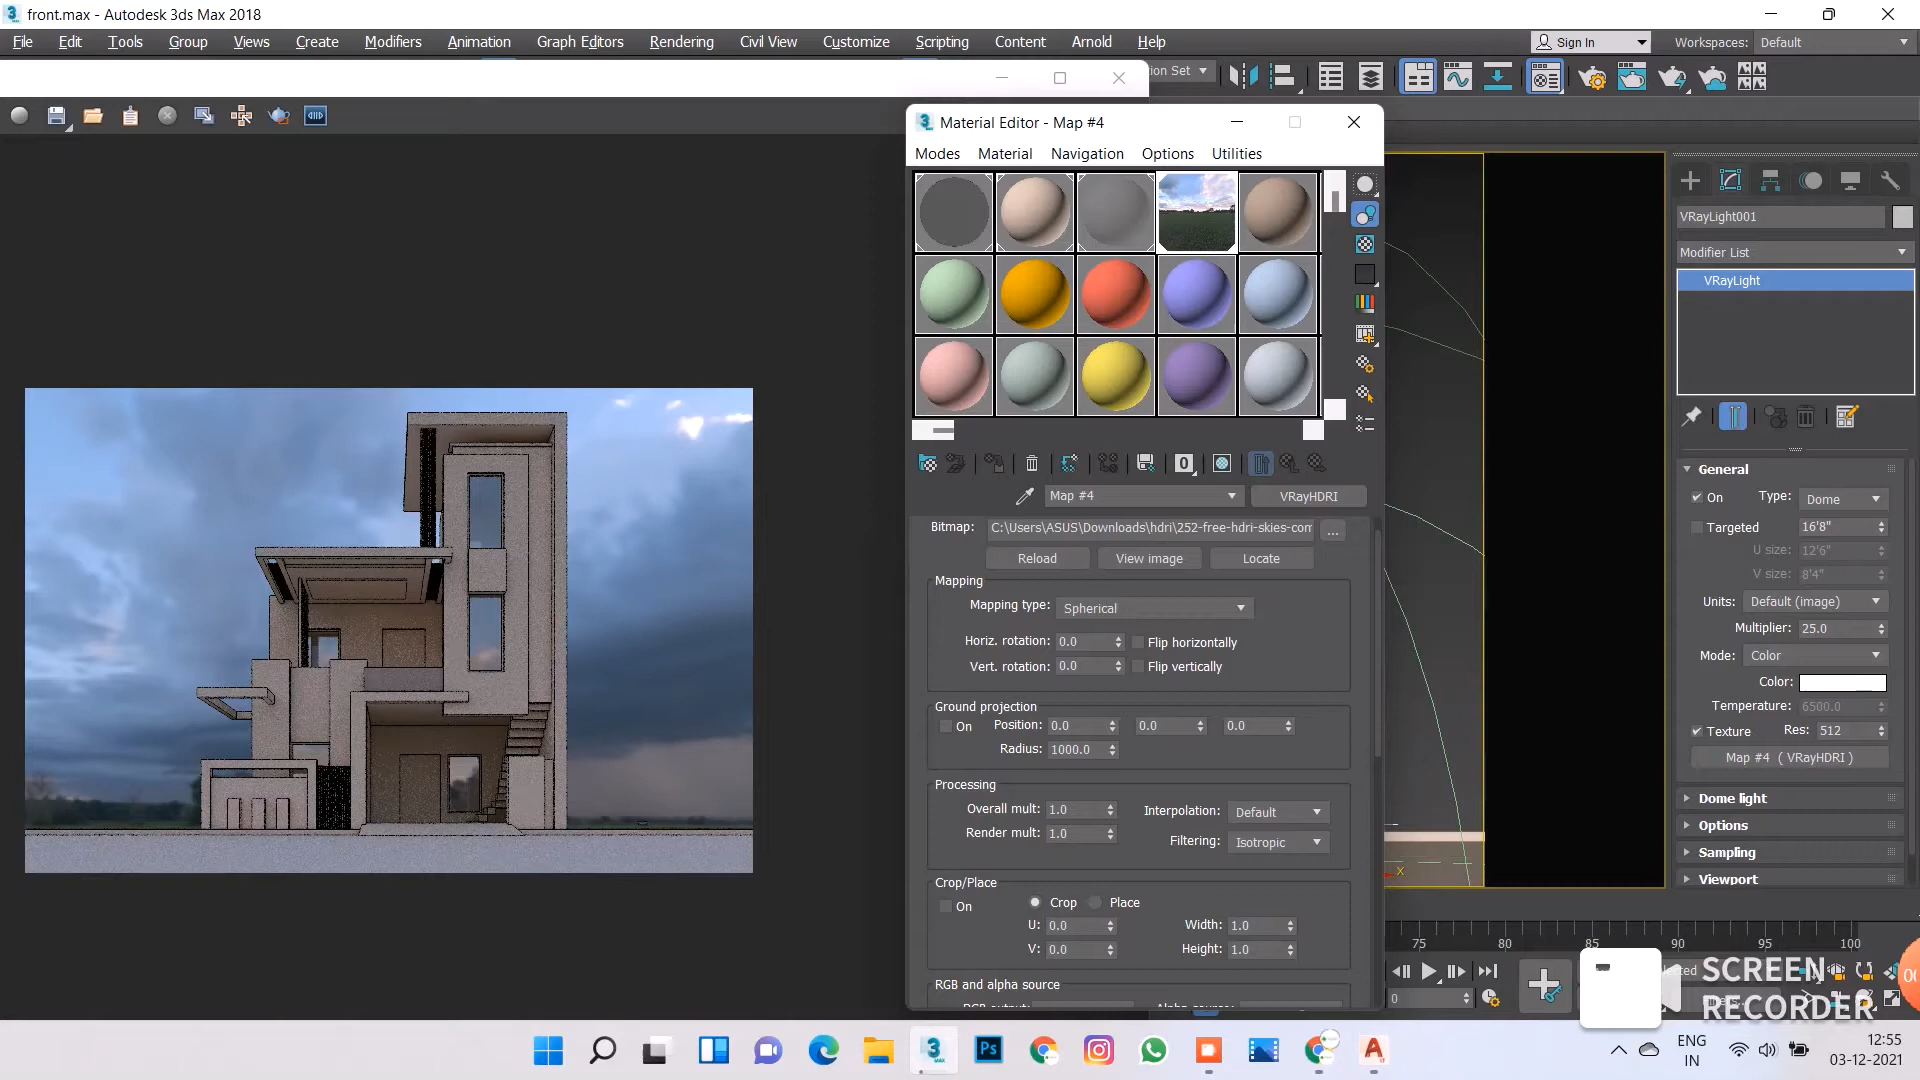 front.max - Autodesk 3ds Max 2018
File Edit Tools Group Views Create Modifiers Animation Graph Editors Rendering Civil View Customize Scripting Content Arnold Help
Sign In
Workspaces: Default
ion Set
Material Editor - Map #4
Modes Material Navigation Options Utilities
Map #4
VRayHDRI
Bitmap: C:\Users\ASUS\Downloads\hdri\252-free-hdri-skies-com
...
Reload View image Locate
Mapping
Mapping type: Spherical
Horiz. rotation: 0.0 Flip horizontally
Vert. rotation: 0.0 Flip vertically
Ground projection
On Position: 0.0 0.0 0.0
Radius: 1000.0
Processing
Overall mult: 1.0 Interpolation: Default
Render mult: 1.0
Filtering: Isotropic
Crop/Place
On Crop Place
U: 0.0 Width: 1.0
V: 0.0 Height: 1.0
RGB and alpha source
x
VRayLight001
Modifier List
VRayLight
General
On Type: Dome
Targeted 16'8"
U size: 12'6"
V size: 8'4"
Units: Default (image)
Multiplier: 25.0
Mode: Color
Color:
Temperature: 6500.0
Texture Res: 512
Map #4 ( VRayHDRI )
Dome light
Options
Sampling
Viewport
75 80 85 90 95 100
0
SCREEN
RECORDER
ENG
IN
12:55
03-12-2021